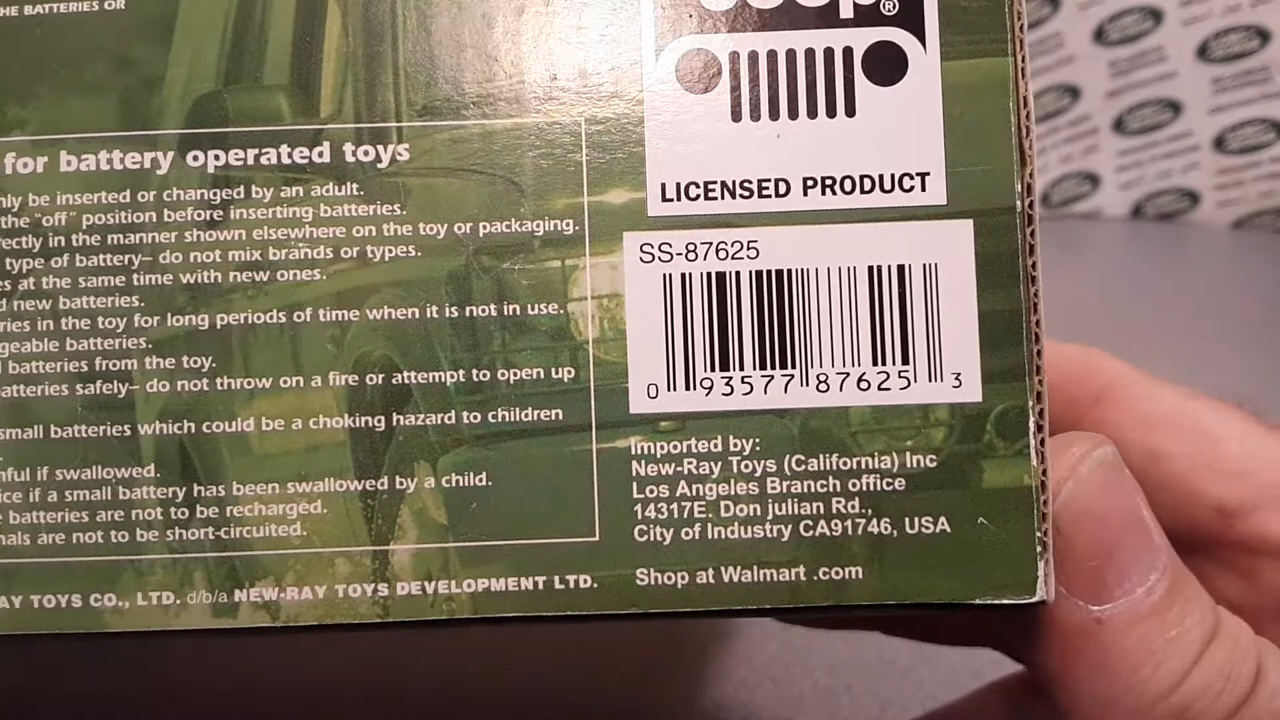 HE BATTERIES OR
Jeep®
LICENSED PRODUCT
for battery operated toys
nly be inserted or changed by an adult.
the “off” position before inserting batteries.
ectly in the manner shown elsewhere on the toy or packaging.
type of battery– do not mix brands or types.
es at the same time with new ones.
d new batteries.
ries in the toy for long periods of time when it is not in use.
geable batteries.
batteries from the toy.
atteries safely– do not throw on a fire or attempt to open up
small batteries which could be a choking hazard to children
nful if swallowed.
ice if a small battery has been swallowed by a child.
e batteries are not to be recharged.
nals are not to be short-circuited.
AY TOYS CO., LTD. d/b/a NEW-RAY TOYS DEVELOPMENT LTD.
SS-87625
0 93577 87625 3
Imported by:
New-Ray Toys (California) Inc
Los Angeles Branch office
14317E. Don julian Rd.,
City of Industry CA91746, USA
Shop at Walmart .com